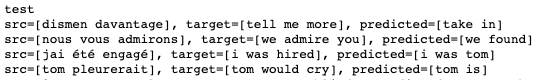 test
src=[dismen davantage], target=[tell me more], predicted=[take in]
src=[nous vous admirons], target=[we admire you], predicted=[we found]
src=[jai été engagé], target=[i was hired], predicted=[i was tom]
src=[tom pleurerait], target=[tom would cry], predicted=[tom is]